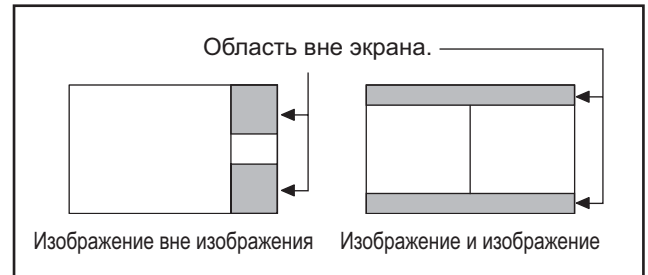 Область вне экрана.
Изображение вне изображения
Изображение и изображение